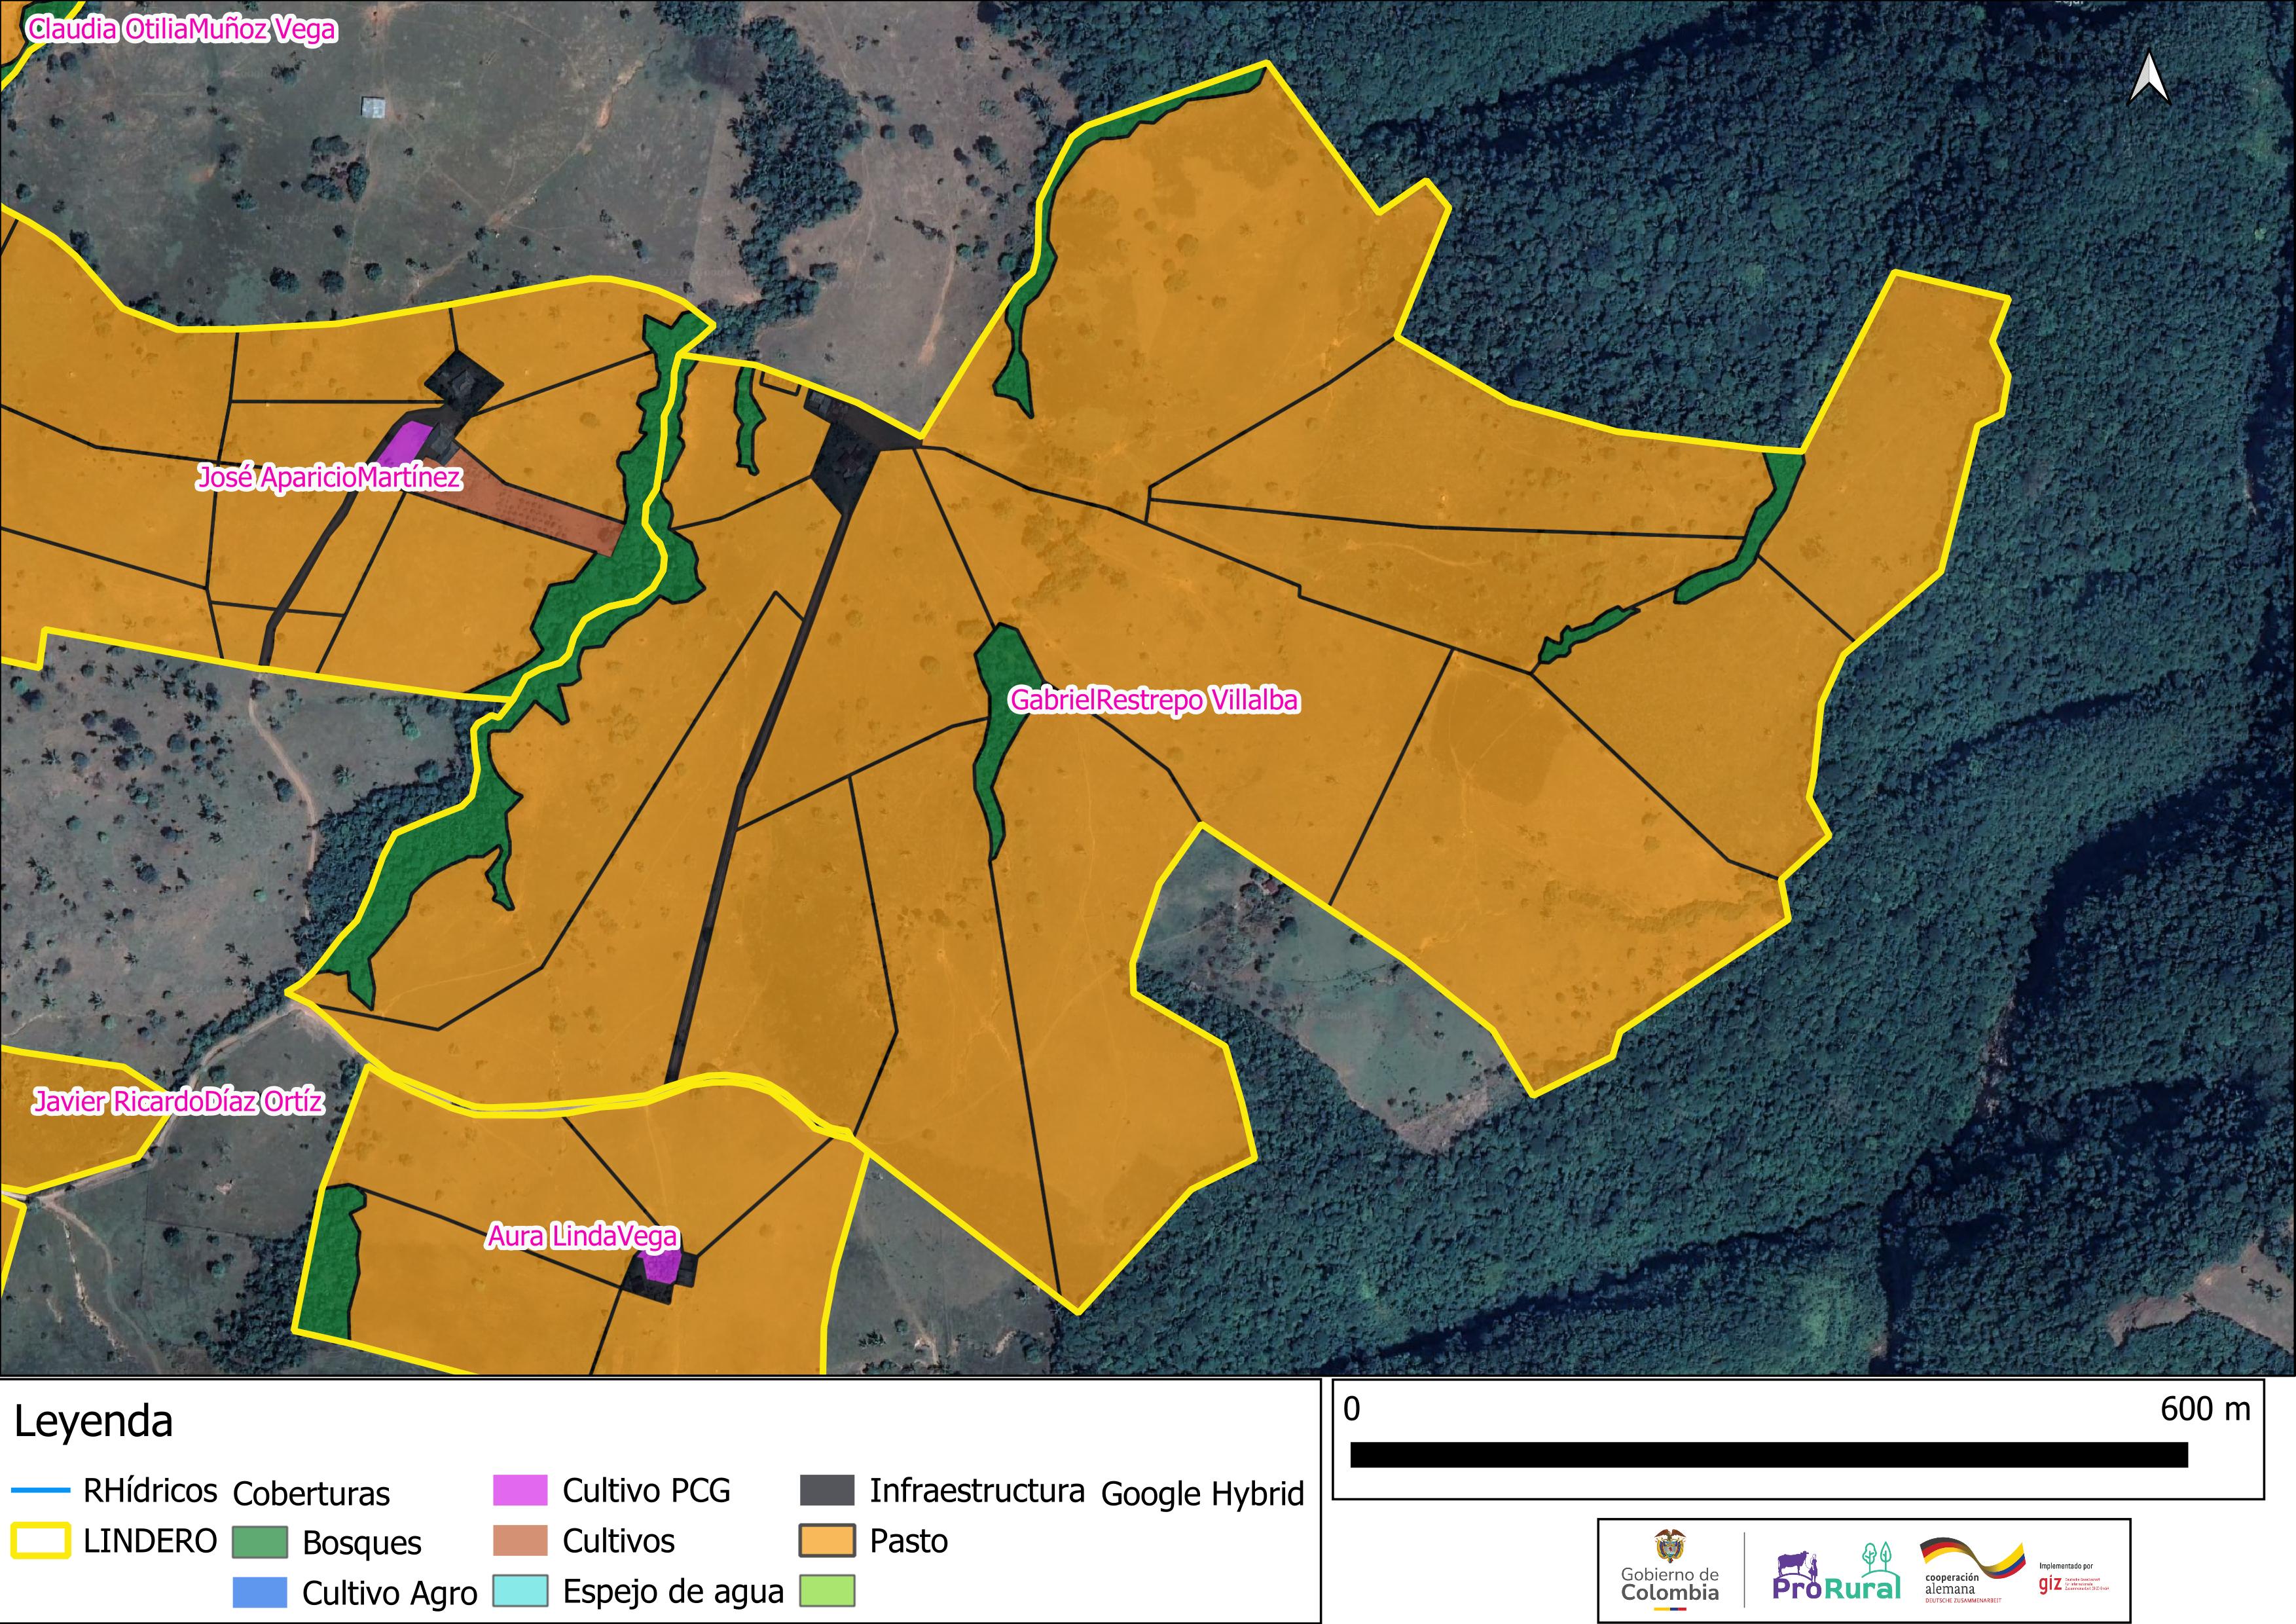 Claudia OtiliaMuñoz Vega
José AparicioMartínez
GabrielRestrepo Villalba
Javier RicardoDíaz Ortíz
Aura LindaVega
Leyenda
RHídricos
LINDERO
Coberturas
Bosques
Cultivo Agro
Cultivo PCG
Cultivos
Espejo de agua
Infraestructura
Pasto
Google Hybrid
0 600 m
Gobierno de
Colombia
ProRural
cooperación
alemana
DEUTSCHE ZUSAMMENARBEIT
Implementado por
giz